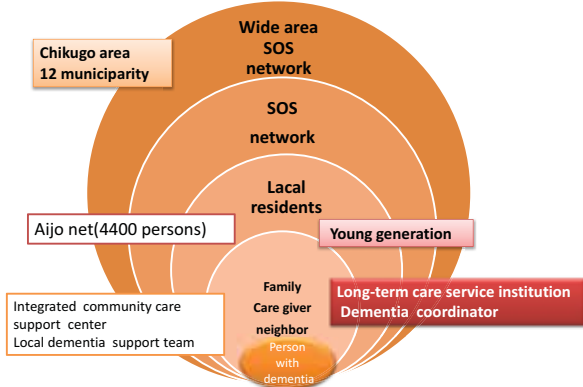 Wide area
SOS
network
Chikugo area
12 municiparity
SOS
network
Lacal
residents
Aijo net(4400 persons)
Young generation
Family
Care giver
neighbor
Long-term care service institution
Dementia coordinator
Integrated community care
support center
Local dementia support team
Person
with
dementia